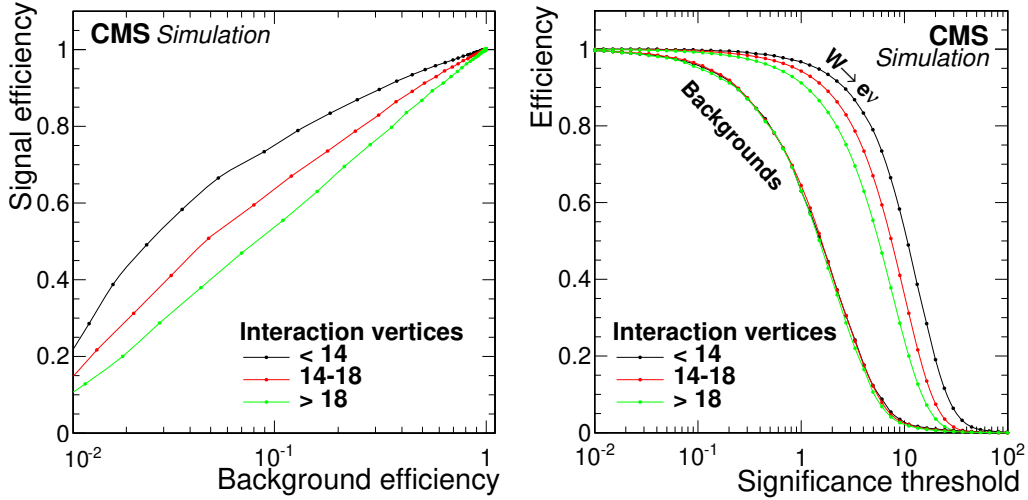 CMS Simulation
Signal efficiency
1
0.8
0.6
0.4
0.2
0
Interaction vertices
< 14
14-18
> 18
10-2
10-1
1
Background efficiency
CMS
Simulation
Efficiency
1
0.8
0.6
0.4
0.2
0
W→eν
Backgrounds
Interaction vertices
< 14
14-18
> 18
10-2
10-1
1
10
102
Significance threshold